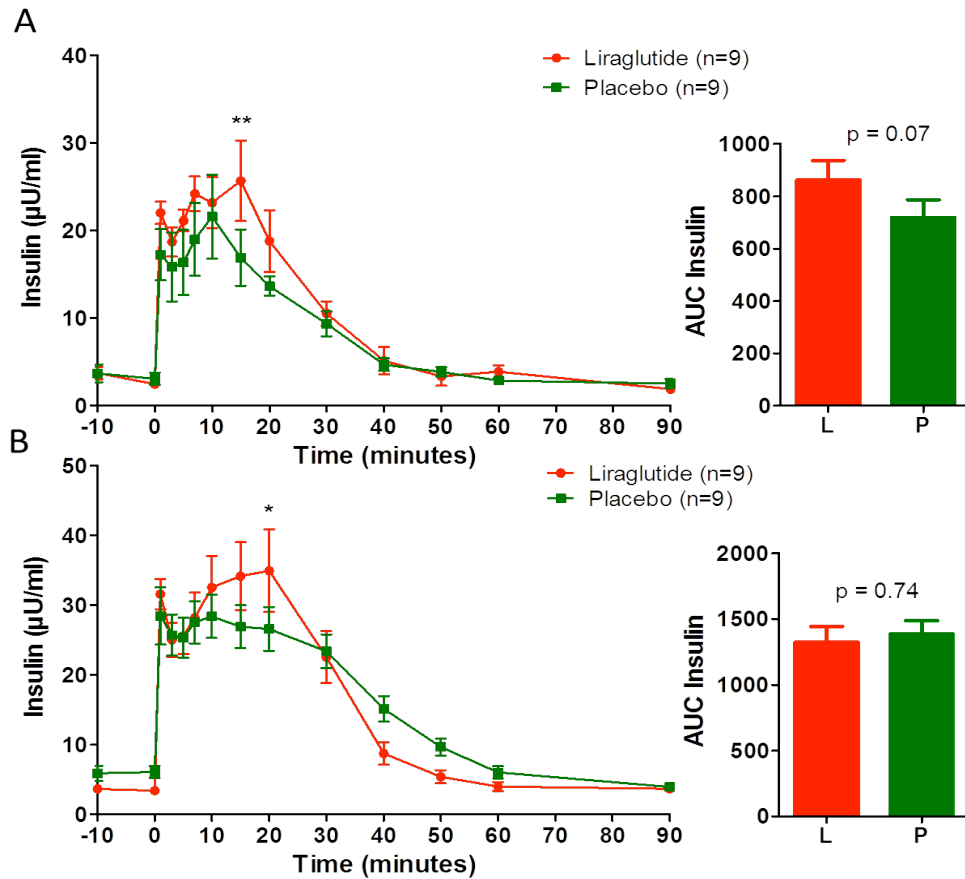 A
Liraglutide (n=9)
Placebo (n=9)
**
Insulin (µU/ml)
40
30
20
10
0
-10 0 10 20 30 40 50 60 70 80 90
Time (minutes)
p = 0.07
AUC Insulin
1000
800
600
400
200
0
L P
B
Liraglutide (n=9)
Placebo (n=9)
*
Insulin (µU/ml)
50
40
30
20
10
0
-10 0 10 20 30 40 50 60 70 80 90
Time (minutes)
p = 0.74
AUC Insulin
2000
1500
1000
500
0
L P